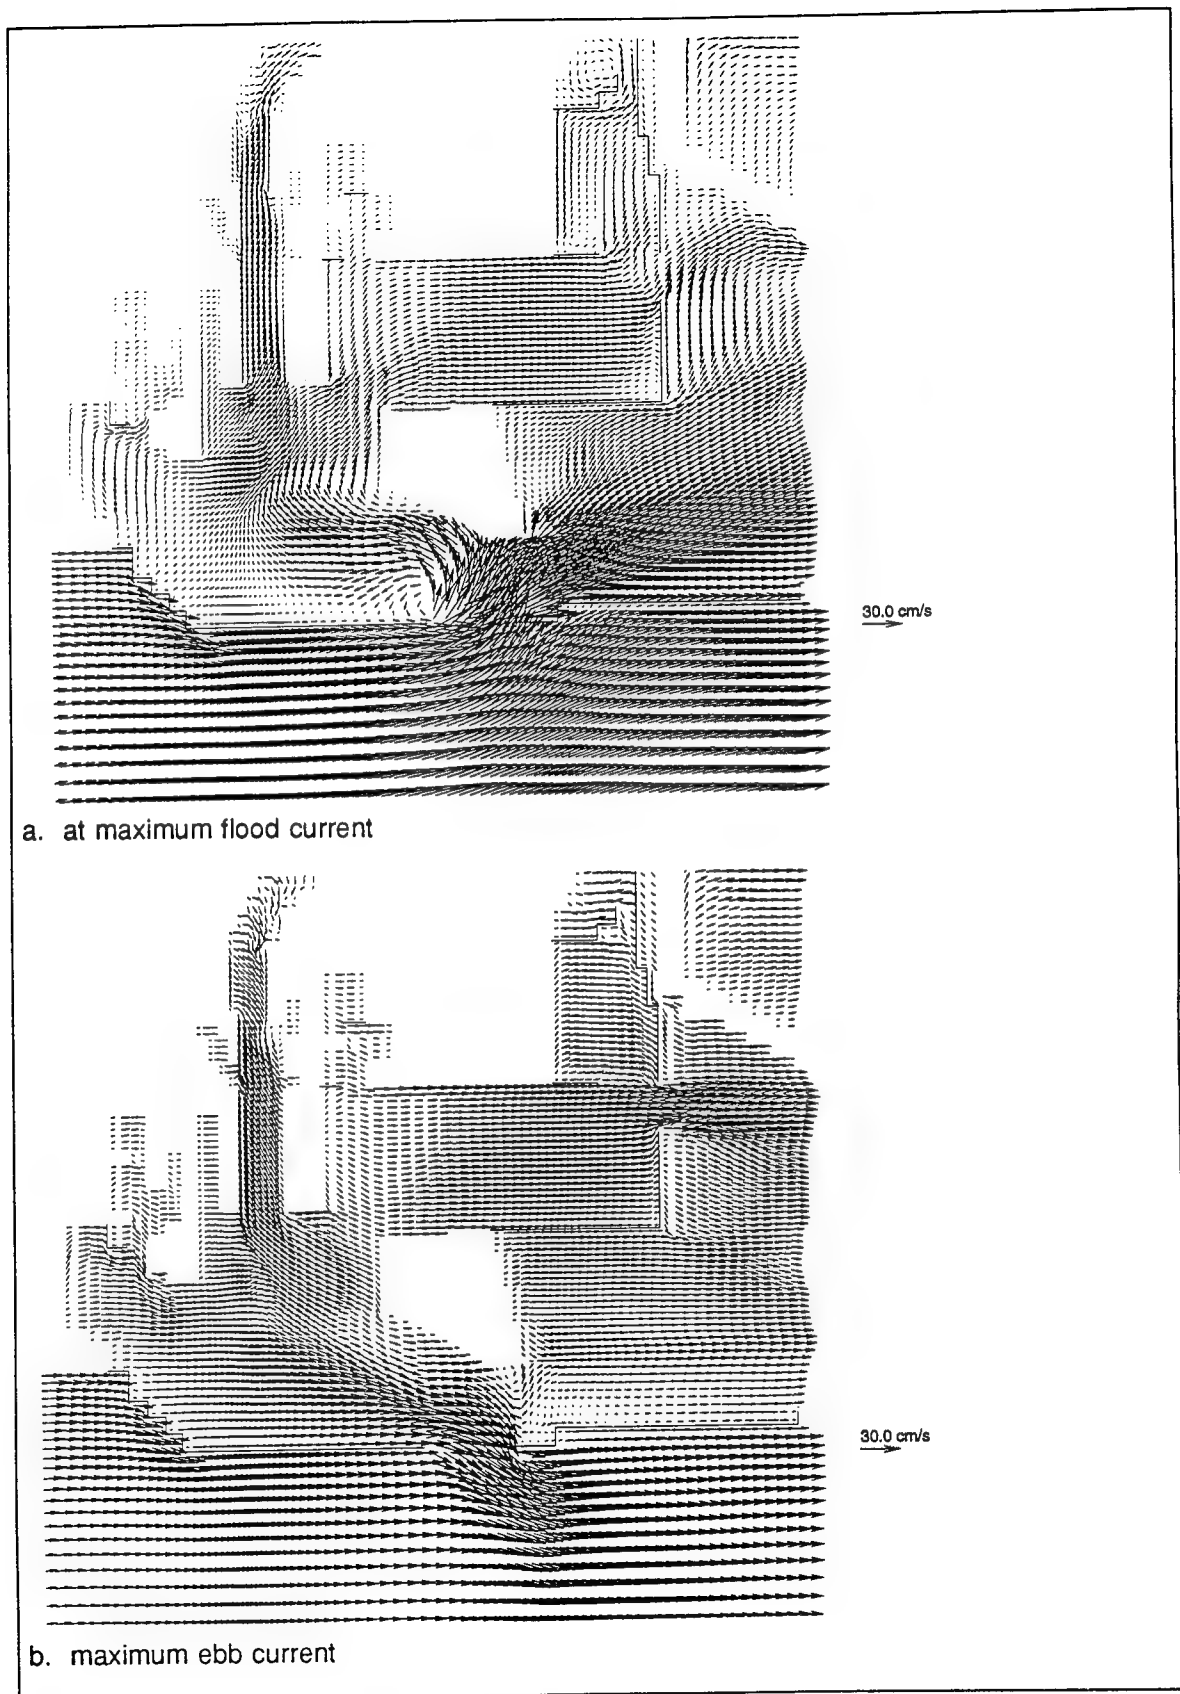 30.0 cm/s
a. at maximum flood current
30.0 cm/s
b. maximum ebb current